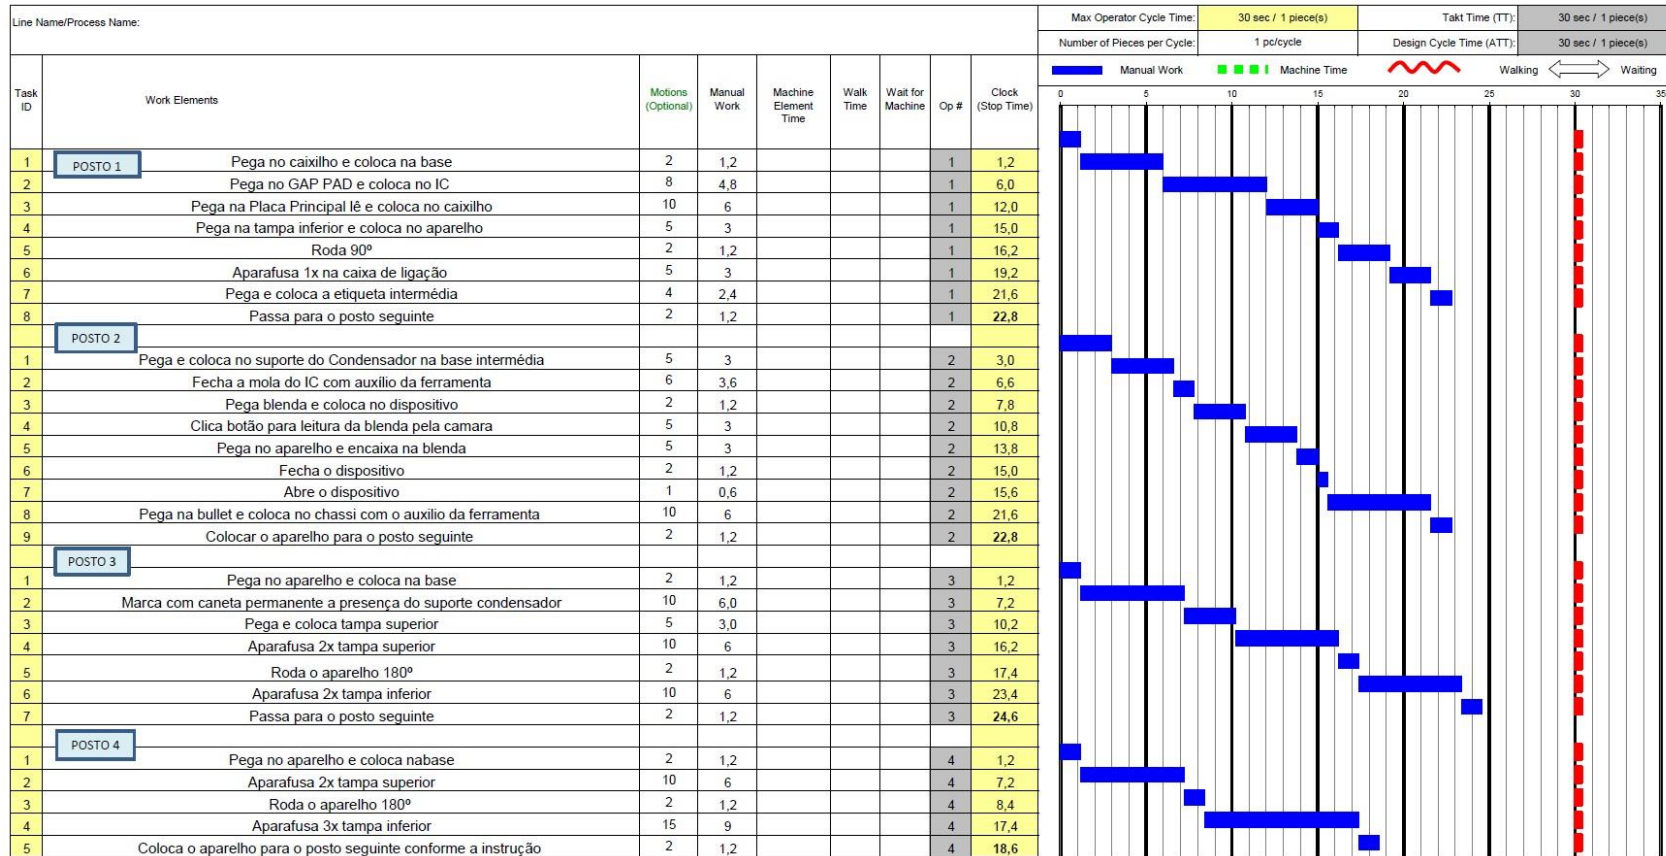 Line Name/Process Name:
Max Operator Cycle Time: 30 sec / 1 piece(s) Takt Time (TT): 30 sec / 1 piece(s)
Number of Pieces per Cycle: 1 pc/cycle Design Cycle Time (ATT): 30 sec / 1 piece(s)
Manual Work Machine Time Walking Waiting
Task ID Work Elements Motions (Optional) Manual Work Machine Element Time Walk Time Wait for Machine Op # Clock (Stop Time)
0 5 10 15 20 25 30 35
POSTO 1
1 Pega no caixilho e coloca na base 2 1,2 1 1,2
2 Pega no GAP PAD e coloca no IC 8 4,8 1 6,0
3 Pega na Placa Principal lê e coloca no caixilho 10 6 1 12,0
4 Pega na tampa inferior e coloca no aparelho 5 3 1 15,0
5 Roda 90º 2 1,2 1 16,2
6 Aparafusa 1x na caixa de ligação 5 3 1 19,2
7 Pega e coloca a etiqueta intermédia 4 2,4 1 21,6
8 Passa para o posto seguinte 2 1,2 1 22,8
POSTO 2
1 Pega e coloca no suporte do Condensador na base intermédia 5 3 2 3,0
2 Fecha a mola do IC com auxílio da ferramenta 6 3,6 2 6,6
3 Pega blenda e coloca no dispositivo 2 1,2 2 7,8
4 Clica botão para leitura da blenda pela camara 5 3 2 10,8
5 Pega no aparelho e encaixa na blenda 5 3 2 13,8
6 Fecha o dispositivo 2 1,2 2 15,0
7 Abre o dispositivo 1 0,6 2 15,6
8 Pega na bullet e coloca no chassi com o auxilio da ferramenta 10 6 2 21,6
9 Colocar o aparelho para o posto seguinte 2 1,2 2 22,8
POSTO 3
1 Pega no aparelho e coloca na base 2 1,2 3 1,2
2 Marca com caneta permanente a presença do suporte condensador 10 6,0 3 7,2
3 Pega e coloca tampa superior 5 3,0 3 10,2
4 Aparafusa 2x tampa superior 10 6 3 16,2
5 Roda o aparelho 180º 2 1,2 3 17,4
6 Aparafusa 2x tampa inferior 10 6 3 23,4
7 Passa para o posto seguinte 2 1,2 3 24,6
POSTO 4
1 Pega no aparelho e coloca nabase 2 1,2 4 1,2
2 Aparafusa 2x tampa superior 10 6 4 7,2
3 Roda o aparelho 180º 2 1,2 4 8,4
4 Aparafusa 3x tampa inferior 15 9 4 17,4
5 Coloca o aparelho para o posto seguinte conforme a instrução 2 1,2 4 18,6